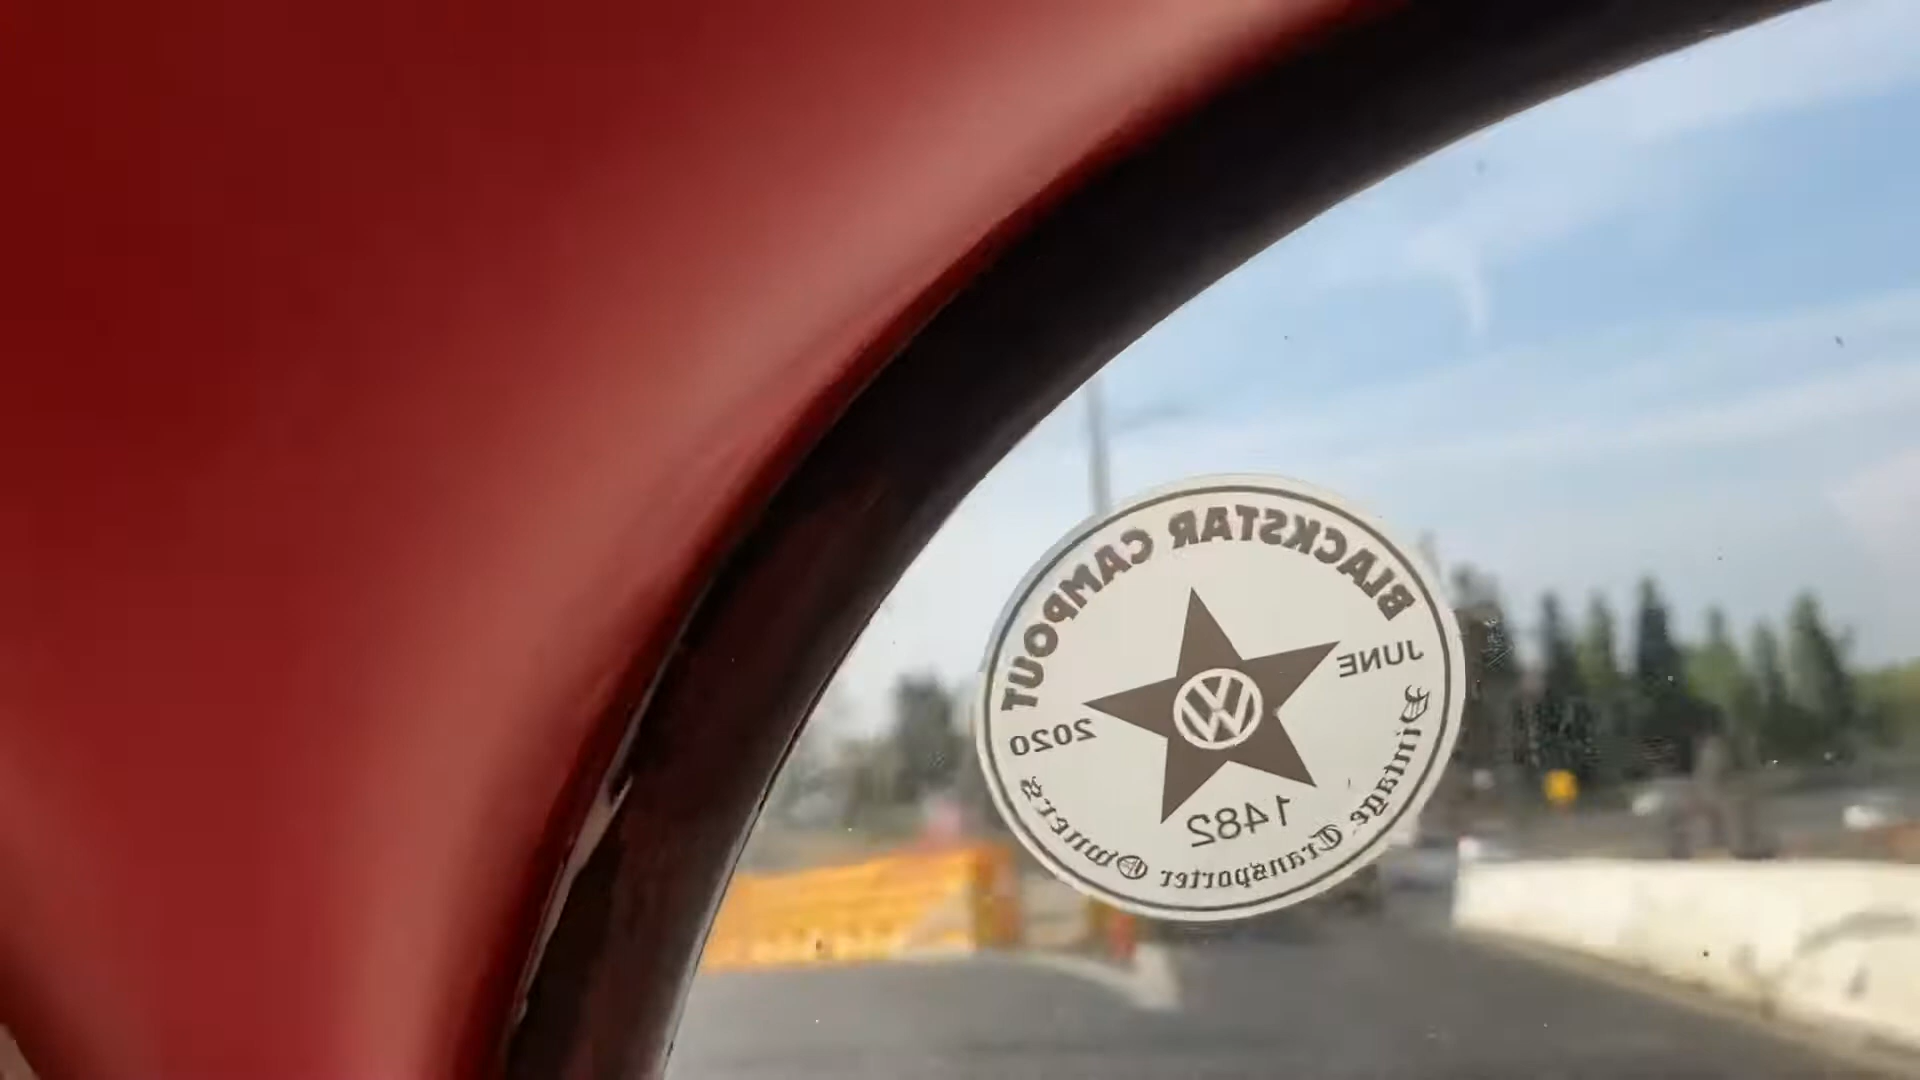 BLACKSTAR CAMPOUT
JUNE
2020
VW
1482
Vintage Transporter Owners